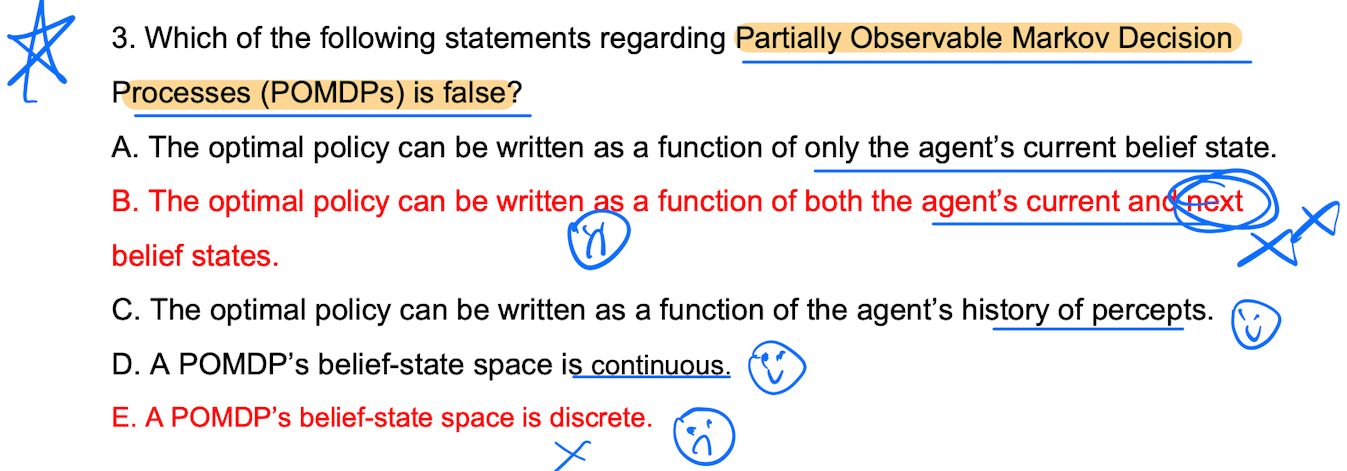 3. Which of the following statements regarding Partially Observable Markov Decision
Processes (POMDPs) is false?
A. The optimal policy can be written as a function of only the agent’s current belief state.
B. The optimal policy can be written as a function of both the agent’s current and next
belief states.
C. The optimal policy can be written as a function of the agent’s history of percepts.
D. A POMDP’s belief-state space is continuous.
E. A POMDP’s belief-state space is discrete.